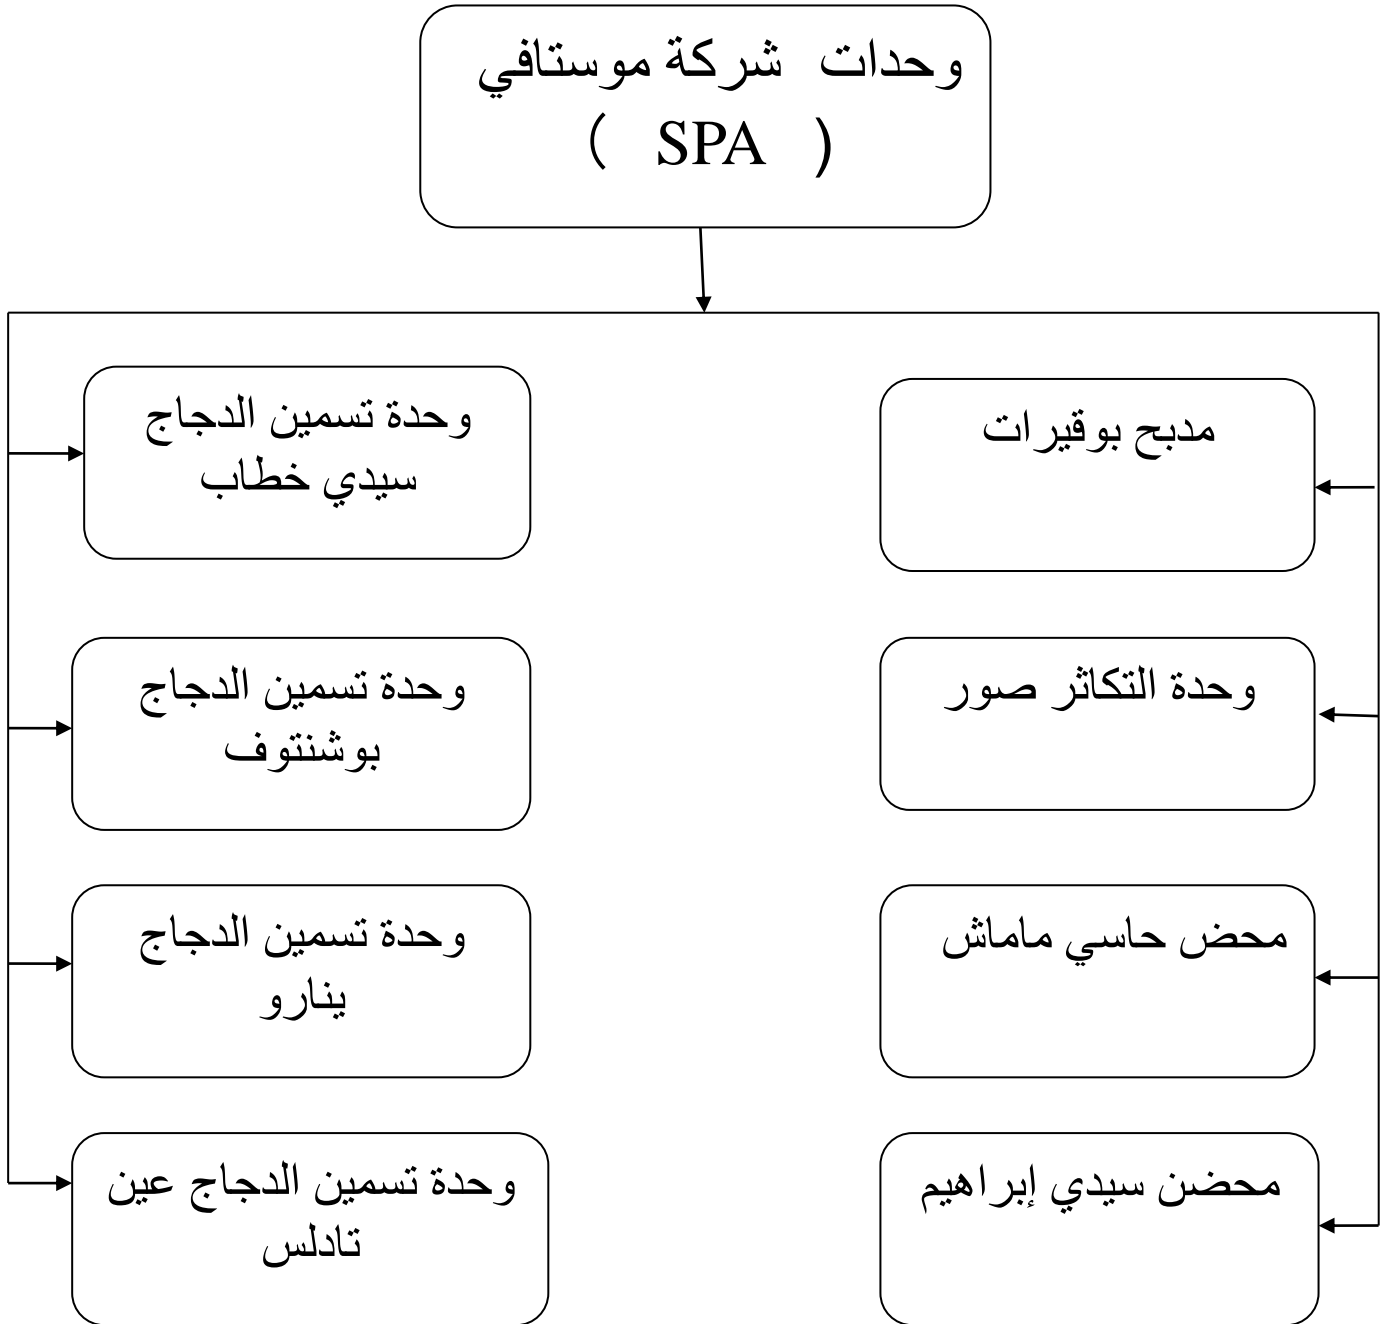 وحدات شركة موستافي
( SPA )
مدبح بوقيرات
وحدة تسمين الدجاج
سيدي خطاب
وحدة التكاثر صور
وحدة تسمين الدجاج
بوشنتوف
محض حاسي ماماش
وحدة تسمين الدجاج
ينارو
محضن سيدي إبراهيم
وحدة تسمين الدجاج عين
تادلس